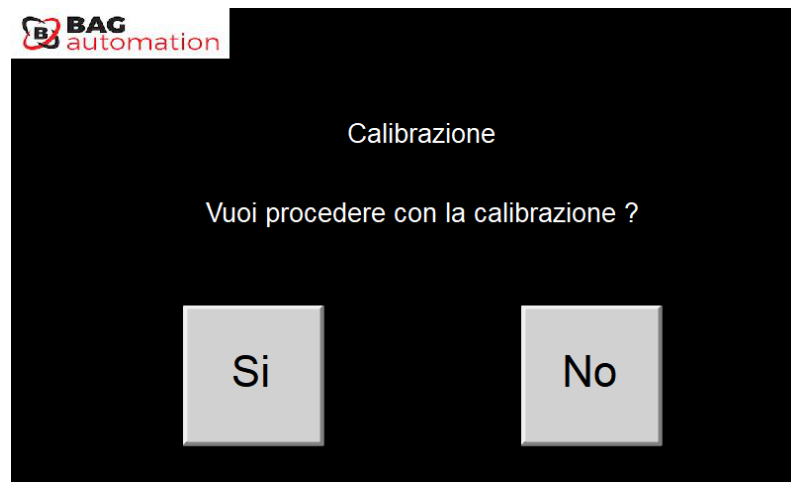 BAG
automation
Calibrazione
Vuoi procedere con la calibrazione ?
Si
No